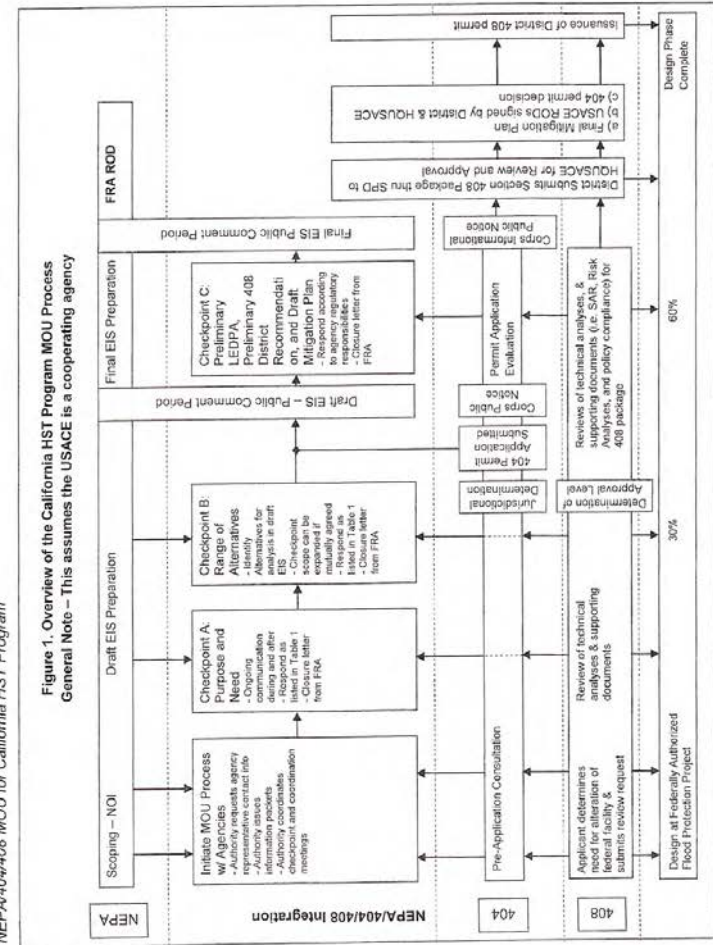 NEPA/404/408 MOU for California HST Program
Figure 1. Overview of the California HST Program MOU Process
General Note – This assumes the USACE is a cooperating agency
NEPA
Scoping – NOI
Draft EIS Preparation
Final EIS Preparation
FRA ROD
NEPA/404/408 Integration
Initiate MOU Process
w/ Agencies
- Authority requests agency
representative contact info
- Authority issues
information packets
- Authority coordinates
checkpoint and coordination
meetings
Checkpoint A:
Purpose and
Need
- Ongoing
communication
during and after
- Respond as
listed in Table 1
- Closure letter
from FRA
Checkpoint B:
Range of
Alternatives
- Identify
Alternatives for
analysis in draft
EIS
- Checkpoint
scope can be
expanded if
mutually agreed
- Respond as
listed in Table 1
- Closure letter
from FRA
Draft EIS – Public Comment
Period
Checkpoint C:
Preliminary
LEDPA,
Preliminary 408
District
Recommendati
on, and Draft
Mitigation Plan
- Respond according
to agency regulatory
responsibilities
- Closure letter from
FRA
Final EIS Public Comment Period
404
Pre-Application Consultation
Jurisdictional
Determination
404 Permit
Application
Submitted
Corps Public
Notice
Permit Application
Evaluation
Corps Informational
Public Notice
408
Applicant determines
need for alteration of
federal facility &
submits review request
Review of technical
analyses & supporting
documents
Determination of
Approval Level
Reviews of technical analyses, &
supporting documents (i.e. SAR, Risk
Analyses, and policy compliance) for
408 package
District Submits Section 408 Package thru SPD to
HQUSACE for Review and Approval
a) Final Mitigation Plan
b) USACE RODs signed by District & HQUSACE
c) 404 permit decision
Issuance of District 408 permit
Design at Federally Authorized
Flood Protection Project
30%
60%
Design Phase
Complete